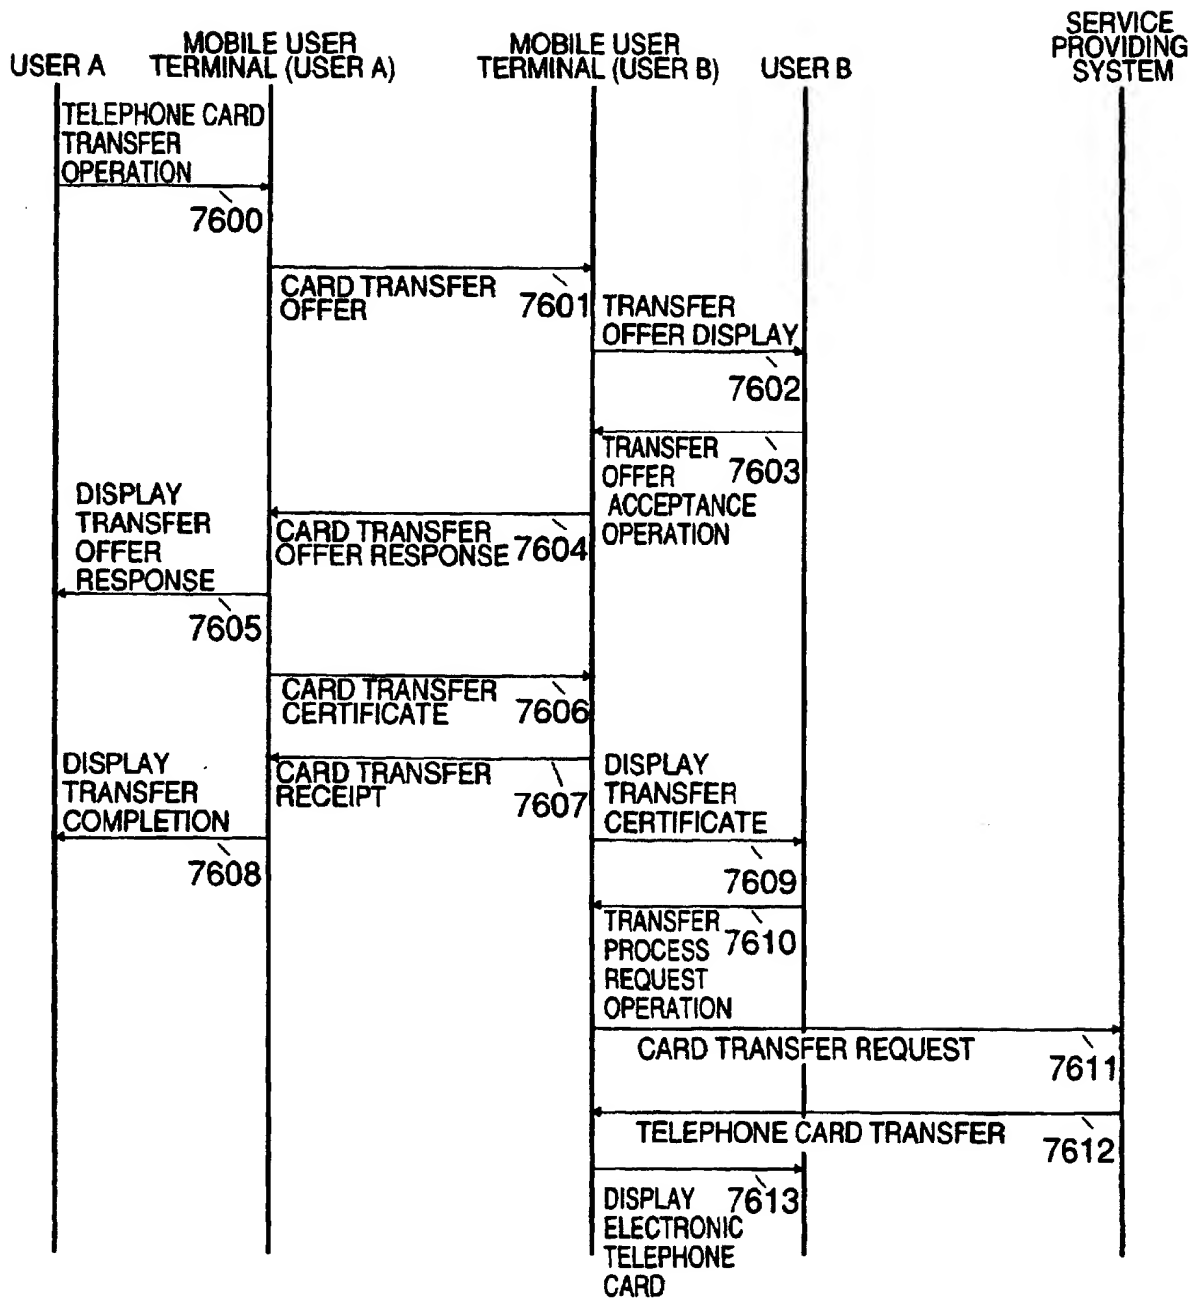 USER A
MOBILE USER
TERMINAL (USER A)
MOBILE USER
TERMINAL (USER B)
USER B
SERVICE
PROVIDING
SYSTEM
TELEPHONE CARD
TRANSFER
OPERATION
7600
CARD TRANSFER
OFFER
7601
TRANSFER
OFFER DISPLAY
7602
TRANSFER
OFFER
ACCEPTANCE
OPERATION
7603
CARD TRANSFER
OFFER RESPONSE
7604
DISPLAY
TRANSFER
OFFER
RESPONSE
7605
CARD TRANSFER
CERTIFICATE
7606
CARD TRANSFER
RECEIPT
7607
DISPLAY
TRANSFER
COMPLETION
7608
DISPLAY
TRANSFER
CERTIFICATE
7609
TRANSFER
PROCESS
REQUEST
OPERATION
7610
CARD TRANSFER REQUEST
7611
TELEPHONE CARD TRANSFER
7612
DISPLAY
ELECTRONIC
TELEPHONE
CARD
7613